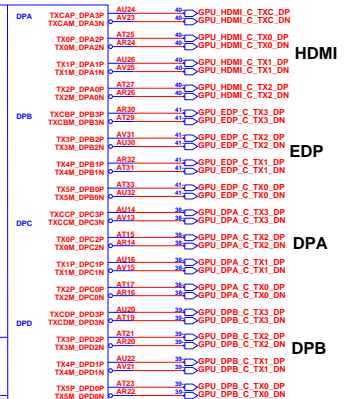 DPA TXCAP_DPA3P AU24 40 GPU_HDMI_C_TXC_DP
TXCAM_DPA3N AV23 40 GPU_HDMI_C_TXC_DN
TX0P_DPA2P AT25 40 GPU_HDMI_C_TX0_DP
TX0M_DPA2N AR24 40 GPU_HDMI_C_TX0_DN
HDMI
TX1P_DPA1P AU26 40 GPU_HDMI_C_TX1_DP
TX1M_DPA1N AV25 40 GPU_HDMI_C_TX1_DN
TX2P_DPA0P AT27 40 GPU_HDMI_C_TX2_DP
TX2M_DPA0N AR26 40 GPU_HDMI_C_TX2_DN
DPB TXCBP_DPB3P AR30 41 GPU_EDP_C_TX3_DP
TXCBM_DPB3N AT29 41 GPU_EDP_C_TX3_DN
TX3P_DPB2P AV31 41 GPU_EDP_C_TX2_DP
TX3M_DPB2N AU30 41 GPU_EDP_C_TX2_DN
EDP
TX4P_DPB1P AR32 41 GPU_EDP_C_TX1_DP
TX4M_DPB1N AT31 41 GPU_EDP_C_TX1_DN
TX5P_DPB0P AT33 41 GPU_EDP_C_TX0_DP
TX5M_DPB0N AU32 41 GPU_EDP_C_TX0_DN
DPC TXCCP_DPC3P AU14 38 GPU_DPA_C_TX3_DP
TXCCM_DPC3N AV13 38 GPU_DPA_C_TX3_DN
TX0P_DPC2P AT15 38 GPU_DPA_C_TX2_DP
TX0M_DPC2N AR14 38 GPU_DPA_C_TX2_DN
DPA
TX1P_DPC1P AU16 38 GPU_DPA_C_TX1_DP
TX1M_DPC1N AV15 38 GPU_DPA_C_TX1_DN
TX2P_DPC0P AT17 38 GPU_DPA_C_TX0_DP
TX2M_DPC0N AR16 38 GPU_DPA_C_TX0_DN
DPD TXCDP_DPD3P AU20 39 GPU_DPB_C_TX3_DP
TXCDM_DPD3N AT19 39 GPU_DPB_C_TX3_DN
TX3P_DPD2P AT21 39 GPU_DPB_C_TX2_DP
TX3M_DPD2N AR20 39 GPU_DPB_C_TX2_DN
DPB
TX4P_DPD1P AU22 39 GPU_DPB_C_TX1_DP
TX4M_DPD1N AV21 39 GPU_DPB_C_TX1_DN
TX5P_DPD0P AT23 39 GPU_DPB_C_TX0_DP
TX5M_DPD0N AR22 39 GPU_DPB_C_TX0_DN